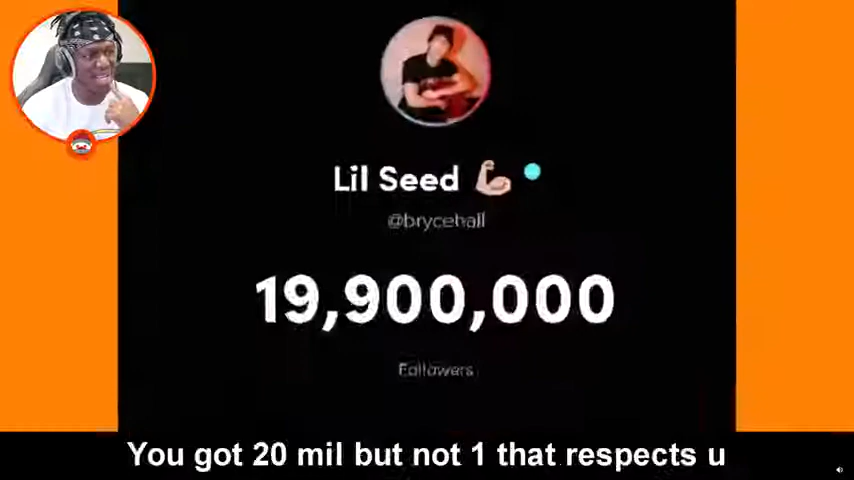 Lil Seed 💪
@brycehall
19,900,000
Followers
You got 20 mil but not 1 that respects u